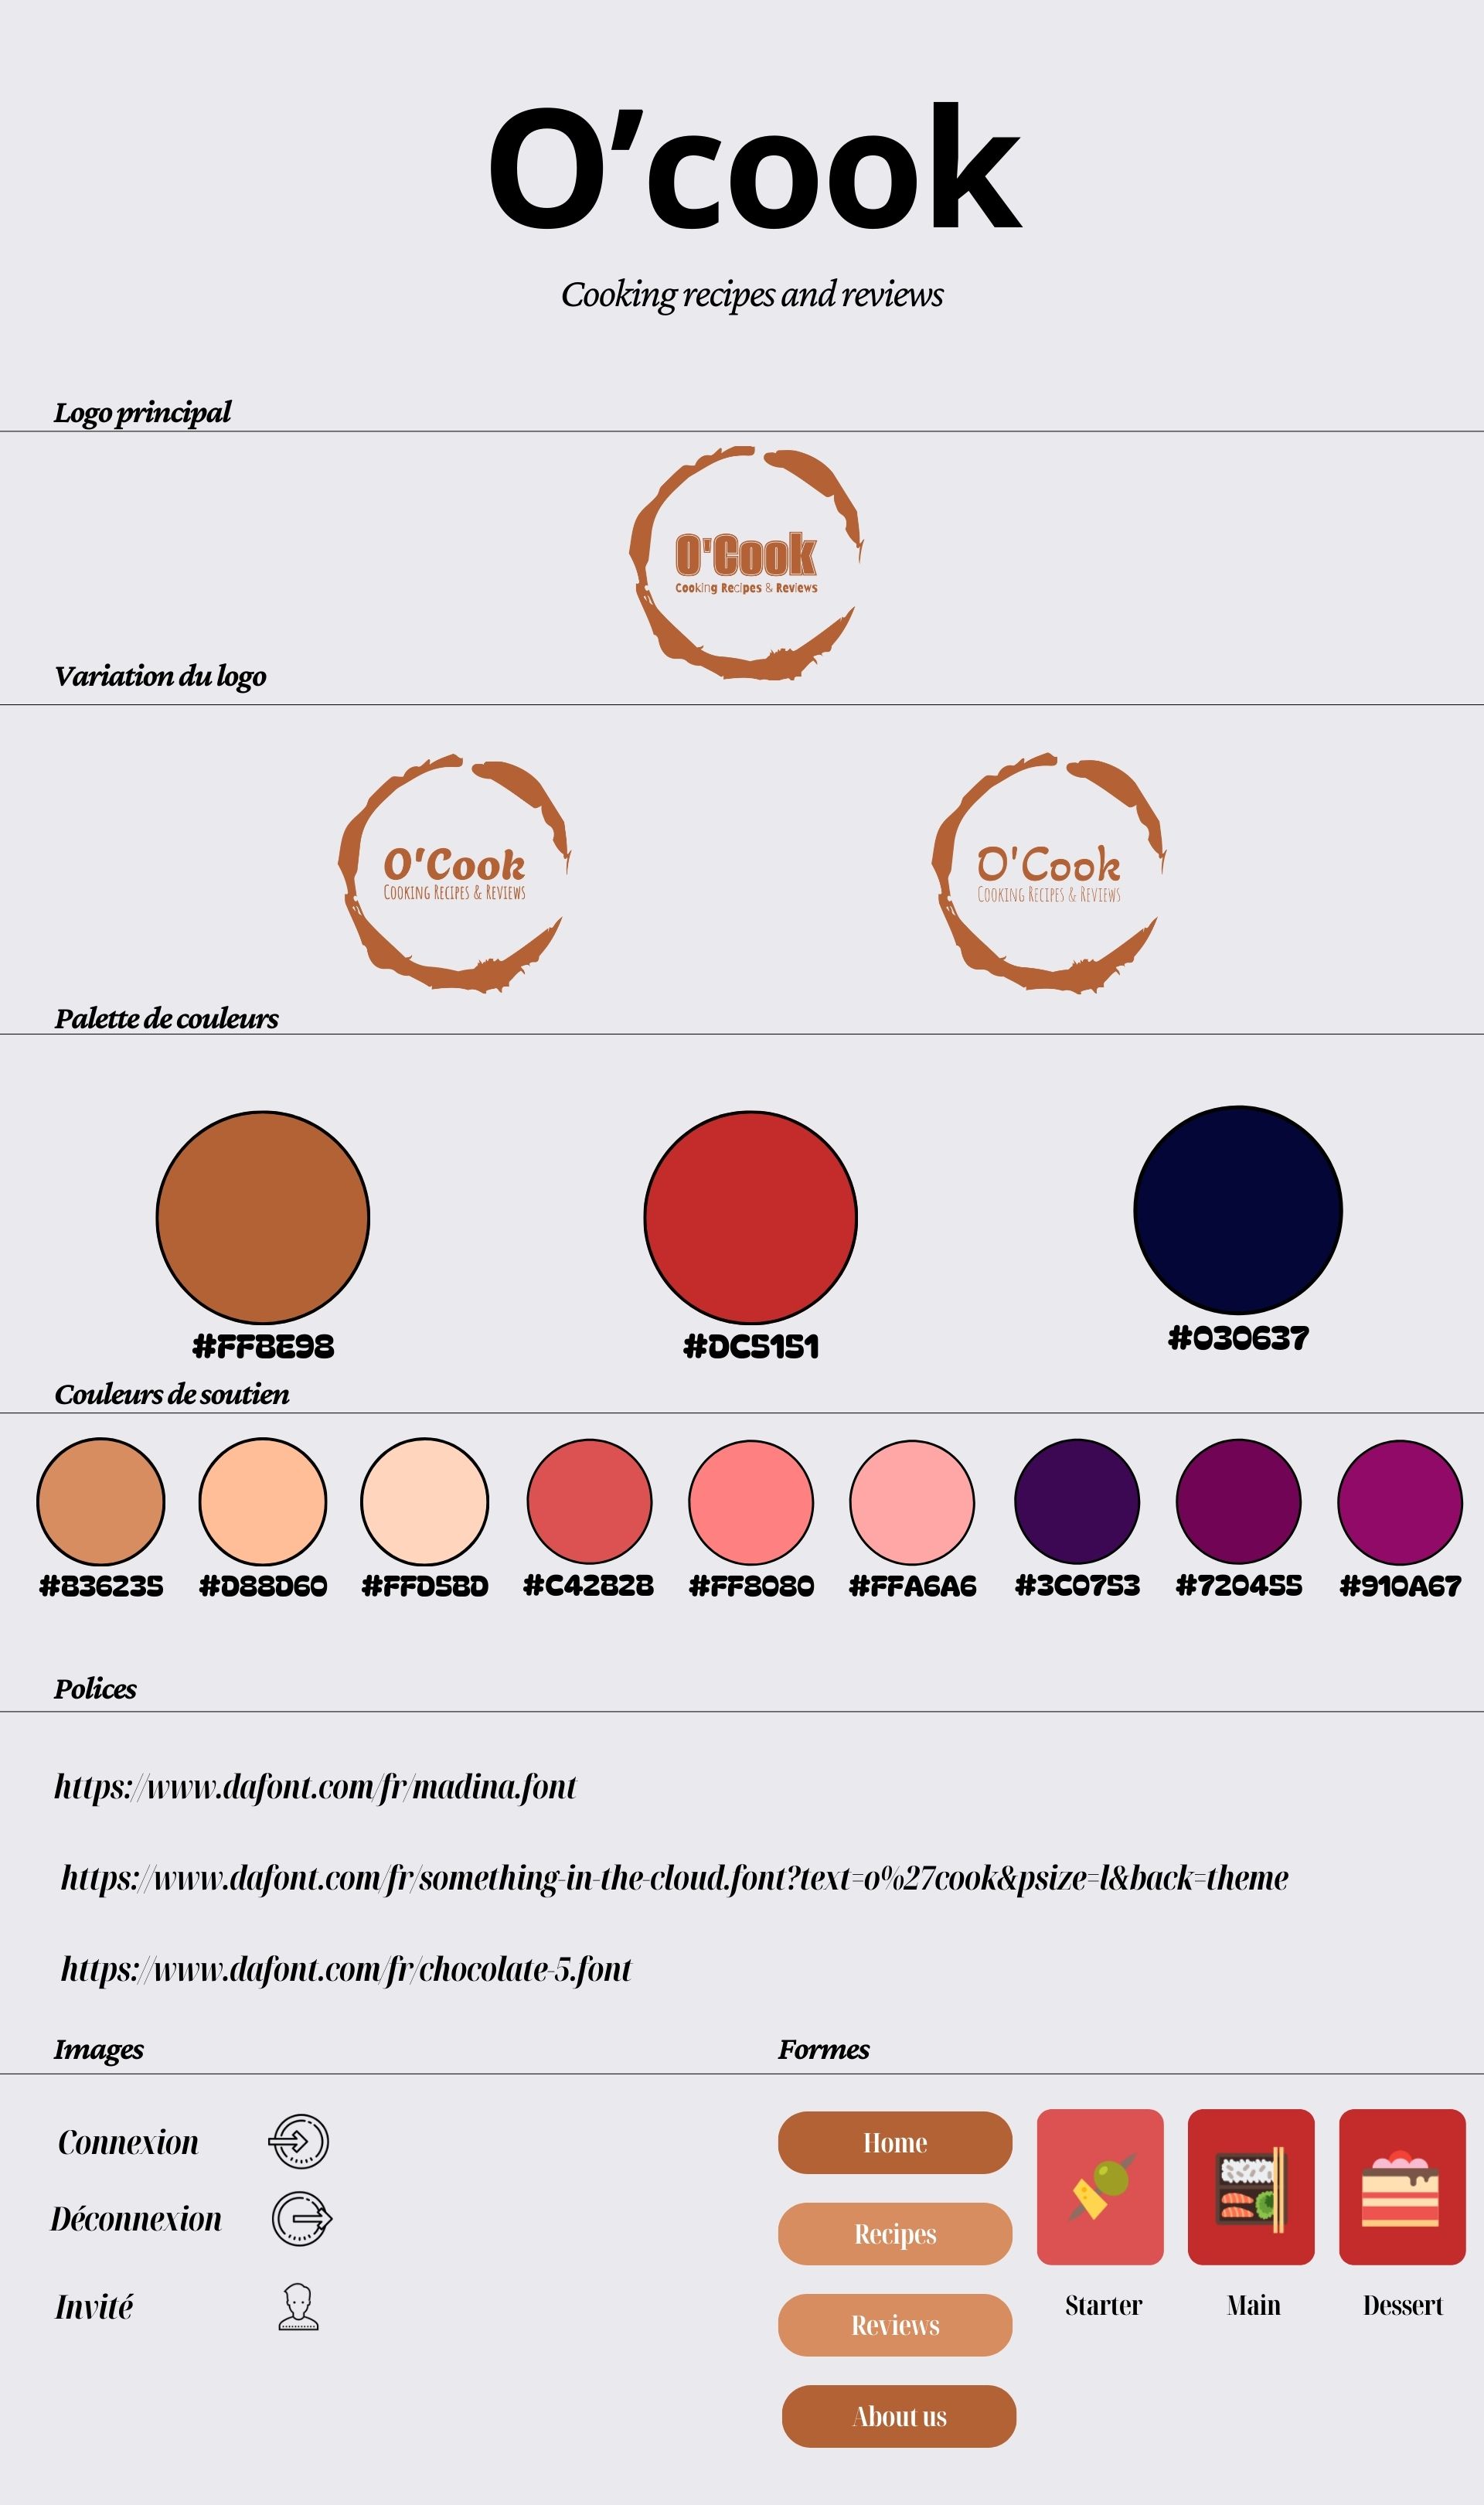 O’cook
Cooking recipes and reviews
Logo principal
O'Cook
Cooking Recipes & Reviews
Variation du logo
O'Cook
Cooking Recipes & Reviews
O'Cook
Cooking Recipes & Reviews
Palette de couleurs
#FFBE98
#DC5151
#030637
Couleurs de soutien
#B36235
#D88D60
#FFD5BD
#C42B2B
#FF8080
#FFA6A6
#3C0753
#720455
#910A67
Polices
https://www.dafont.com/fr/madina.font
https://www.dafont.com/fr/something-in-the-cloud.font?text=o%27cook&psize=l&back=theme
https://www.dafont.com/fr/chocolate-5.font
Images
Connexion
Déconnexion
Invité
Formes
Home
Recipes
Reviews
About us
Starter
Main
Dessert